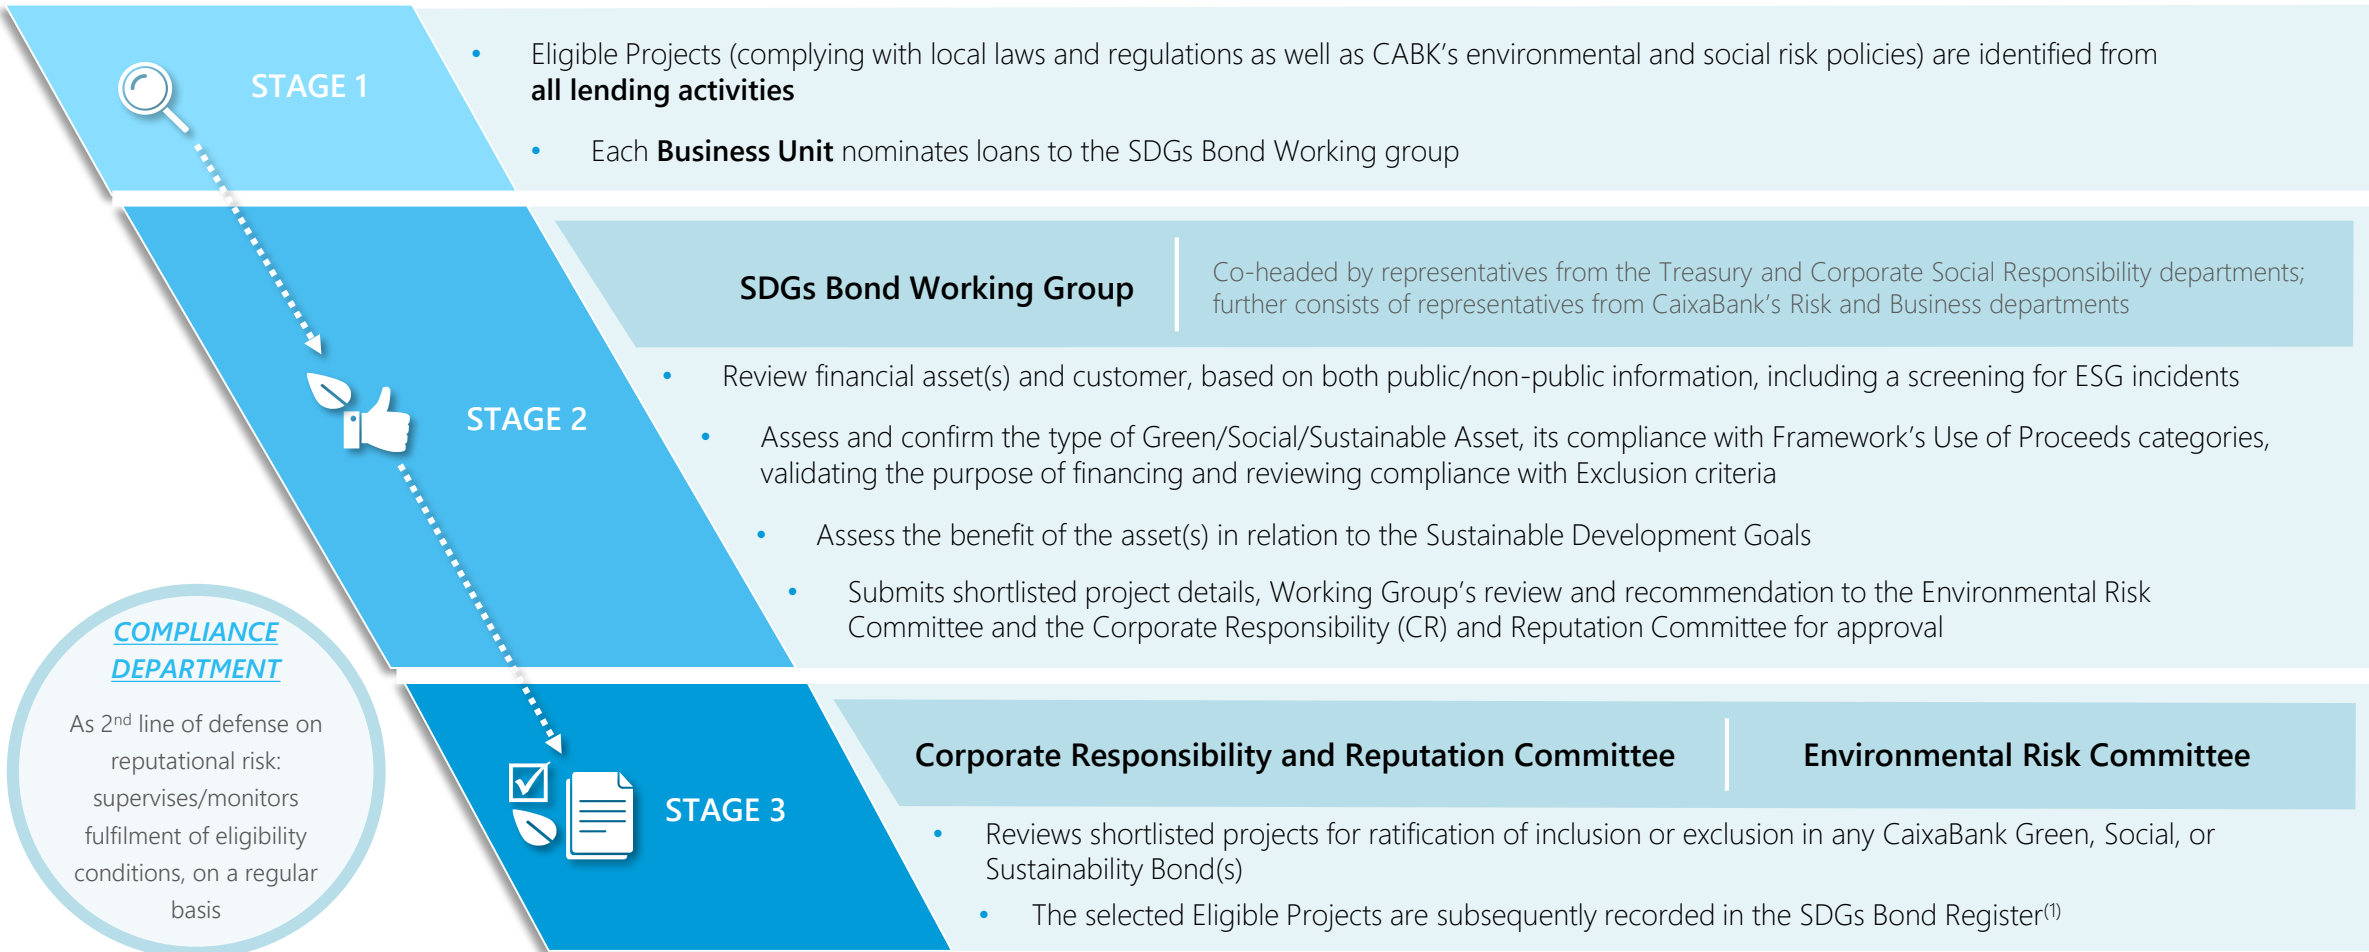 STAGE 1
• Eligible Projects (complying with local laws and regulations as well as CABK's environmental and social risk policies) are identified from
all lending activities
• Each Business Unit nominates loans to the SDGs Bond Working group
STAGE 2
SDGs Bond Working Group
Co-headed by representatives from the Treasury and Corporate Social Responsibility departments;
further consists of representatives from CaixaBank's Risk and Business departments
• Review financial asset(s) and customer, based on both public/non-public information, including a screening for ESG incidents
• Assess and confirm the type of Green/Social/Sustainable Asset, its compliance with Framework's Use of Proceeds categories,
validating the purpose of financing and reviewing compliance with Exclusion criteria
• Assess the benefit of the asset(s) in relation to the Sustainable Development Goals
• Submits shortlisted project details, Working Group's review and recommendation to the Environmental Risk
Committee and the Corporate Responsibility (CR) and Reputation Committee for approval
COMPLIANCE
DEPARTMENT
As 2nd line of defense on
reputational risk:
supervises/monitors
fulfilment of eligibility
conditions, on a regular
basis
STAGE 3
Corporate Responsibility and Reputation Committee
Environmental Risk Committee
• Reviews shortlisted projects for ratification of inclusion or exclusion in any CaixaBank Green, Social, or
Sustainability Bond(s)
• The selected Eligible Projects are subsequently recorded in the SDGs Bond Register(1)